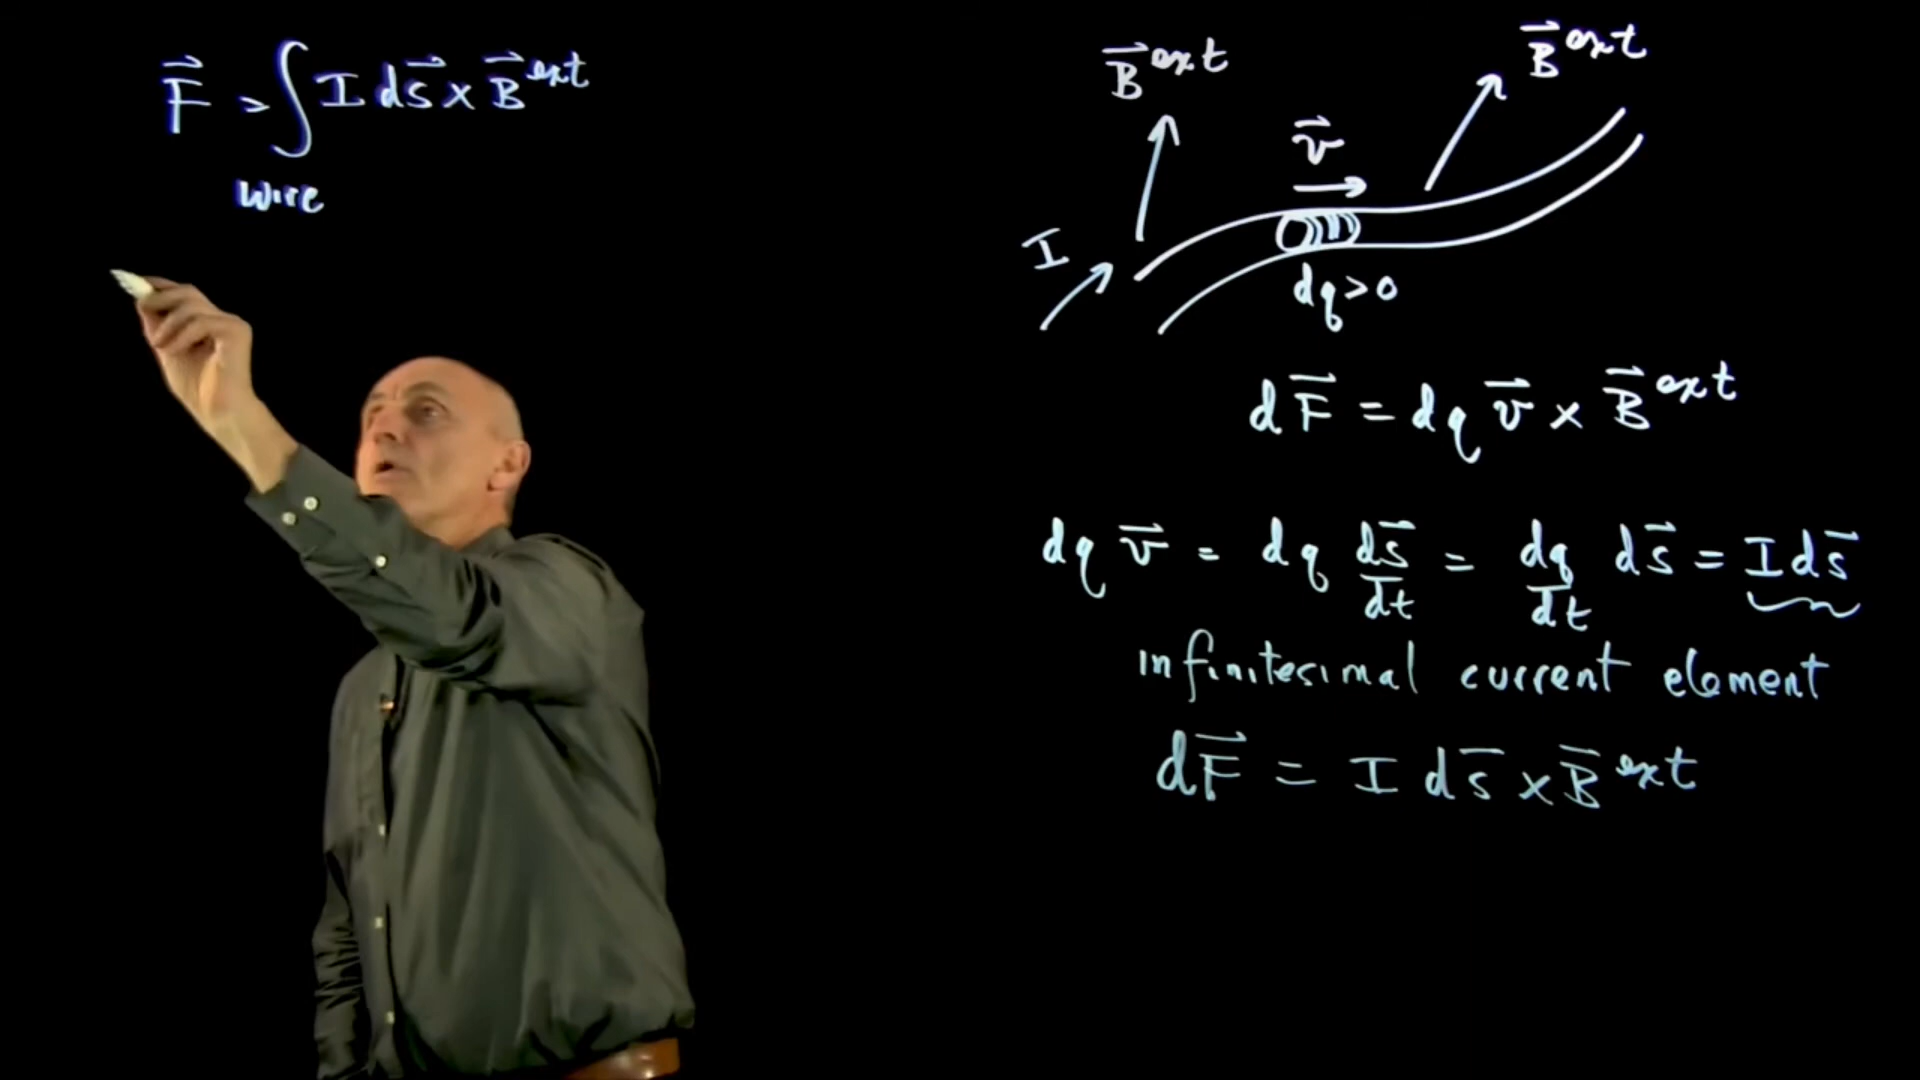 F⃗ = ∫ I ds⃗ × B⃗^ext
wire
B⃗^ext
B⃗^ext
v⃗
I
dq > 0
dF⃗ = dq v⃗ × B⃗^ext
dq v⃗ = dq ds⃗/dt = dq/dt ds⃗ = I ds⃗
infinitesimal current element
dF⃗ = I ds⃗ × B⃗^ext